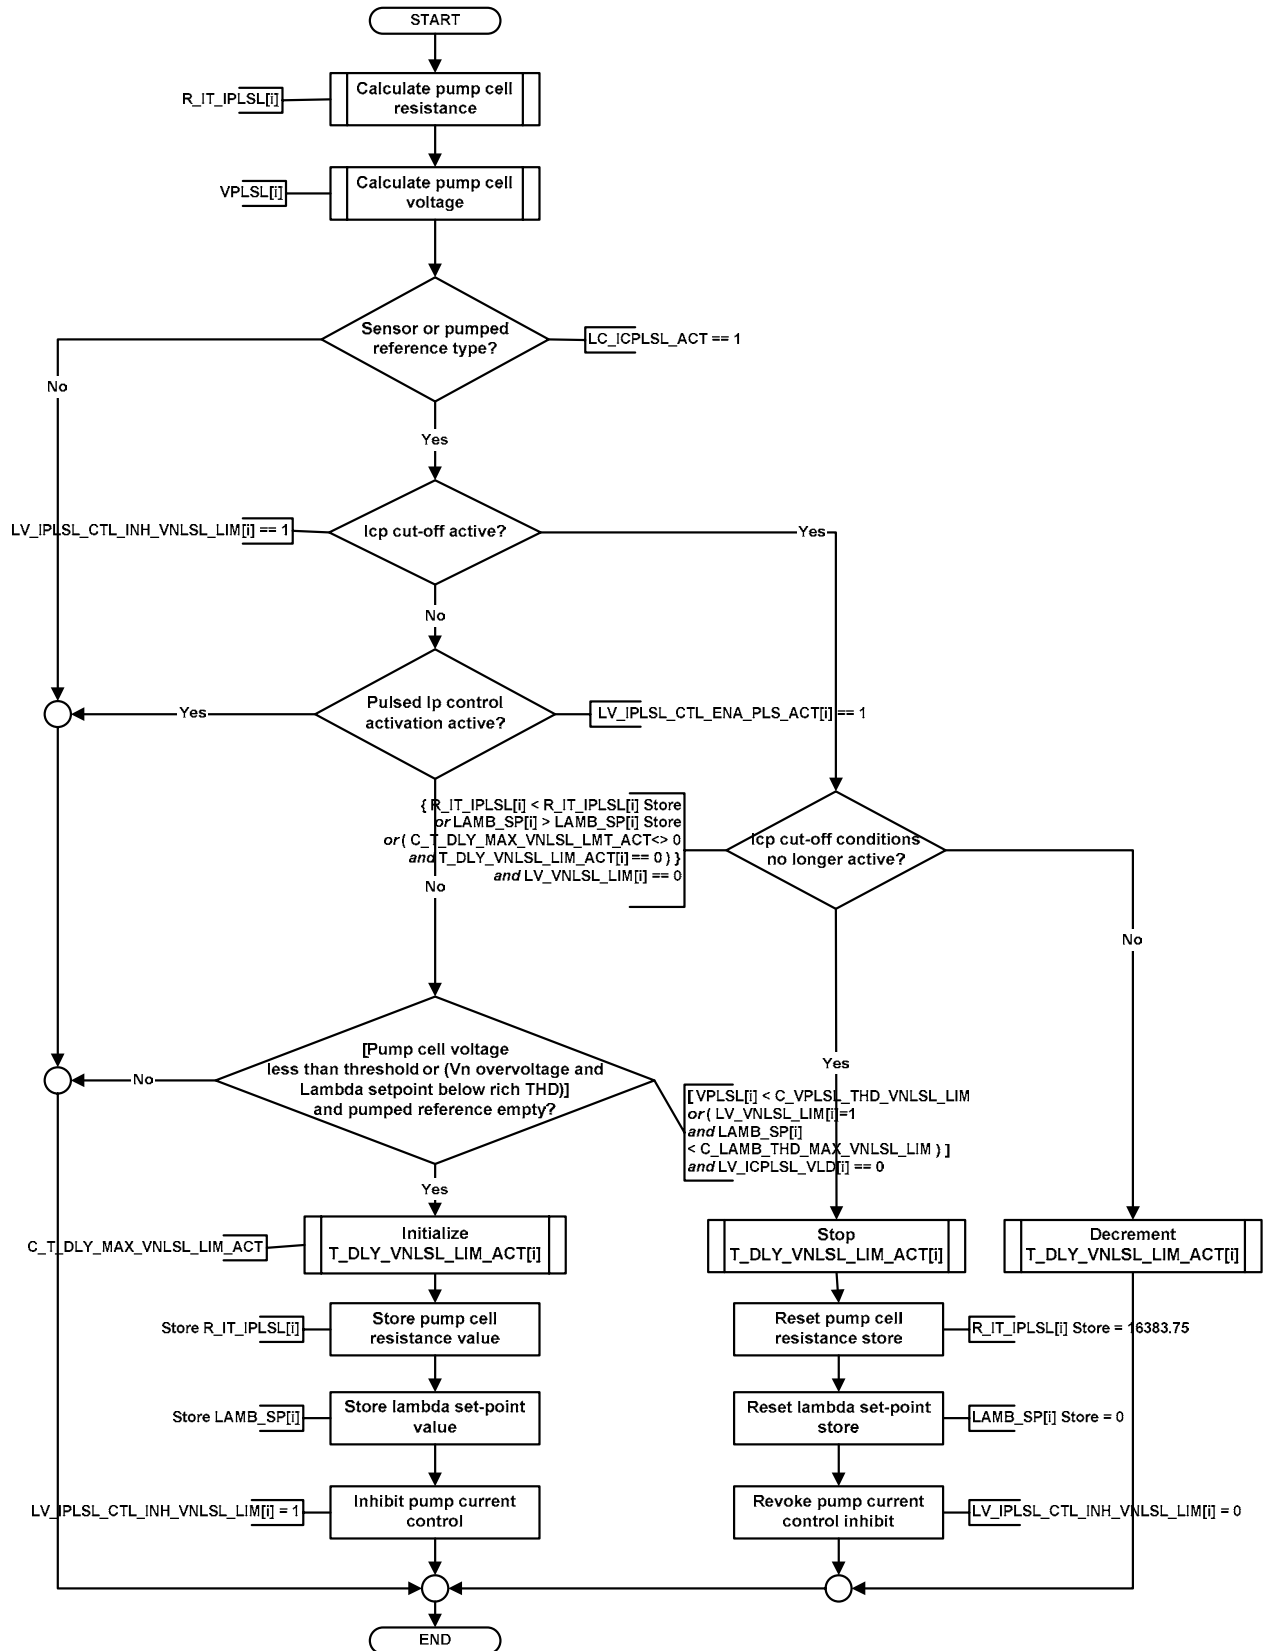 START
R_IT_IPLSL[i]
Calculate pump cell
resistance
VPLSL[i]
Calculate pump cell
voltage
Sensor or pumped
reference type?
LC_ICPLSL_ACT == 1
No
Yes
LV_IPLSL_CTL_INH_VNLSL_LIM[i] == 1
Icp cut-off active?
Yes
No
Pulsed Ip control
activation active?
Yes
LV_IPLSL_CTL_ENA_PLS_ACT[i] == 1
{ R_IT_IPLSL[i] < R_IT_IPLSL[i] Store
or LAMB_SP[i] > LAMB_SP[i] Store
or ( C_T_DLY_MAX_VNLSL_LMT_ACT<> 0
and T_DLY_VNLSL_LIM_ACT[i] == 0 ) }
and LV_VNLSL_LIM[i] == 0
Icp cut-off conditions
no longer active?
No
No
[Pump cell voltage
less than threshold or (Vn overvoltage and
Lambda setpoint below rich THD)]
and pumped reference empty?
No
Yes
[ VPLSL[i] < C_VPLSL_THD_VNLSL_LIM
or ( LV_VNLSL_LIM[i]=1
and LAMB_SP[i]
< C_LAMB_THD_MAX_VNLSL_LIM ) ]
and LV_ICPLSL_VLD[i] == 0
Yes
C_T_DLY_MAX_VNLSL_LIM_ACT
Initialize
T_DLY_VNLSL_LIM_ACT[i]
Stop
T_DLY_VNLSL_LIM_ACT[i]
Decrement
T_DLY_VNLSL_LIM_ACT[i]
Store R_IT_IPLSL[i]
Store pump cell
resistance value
Reset pump cell
resistance store
R_IT_IPLSL[i] Store = 16383.75
Store LAMB_SP[i]
Store lambda set-point
value
Reset lambda set-point
store
LAMB_SP[i] Store = 0
LV_IPLSL_CTL_INH_VNLSL_LIM[i] = 1
Inhibit pump current
control
Revoke pump current
control inhibit
LV_IPLSL_CTL_INH_VNLSL_LIM[i] = 0
END